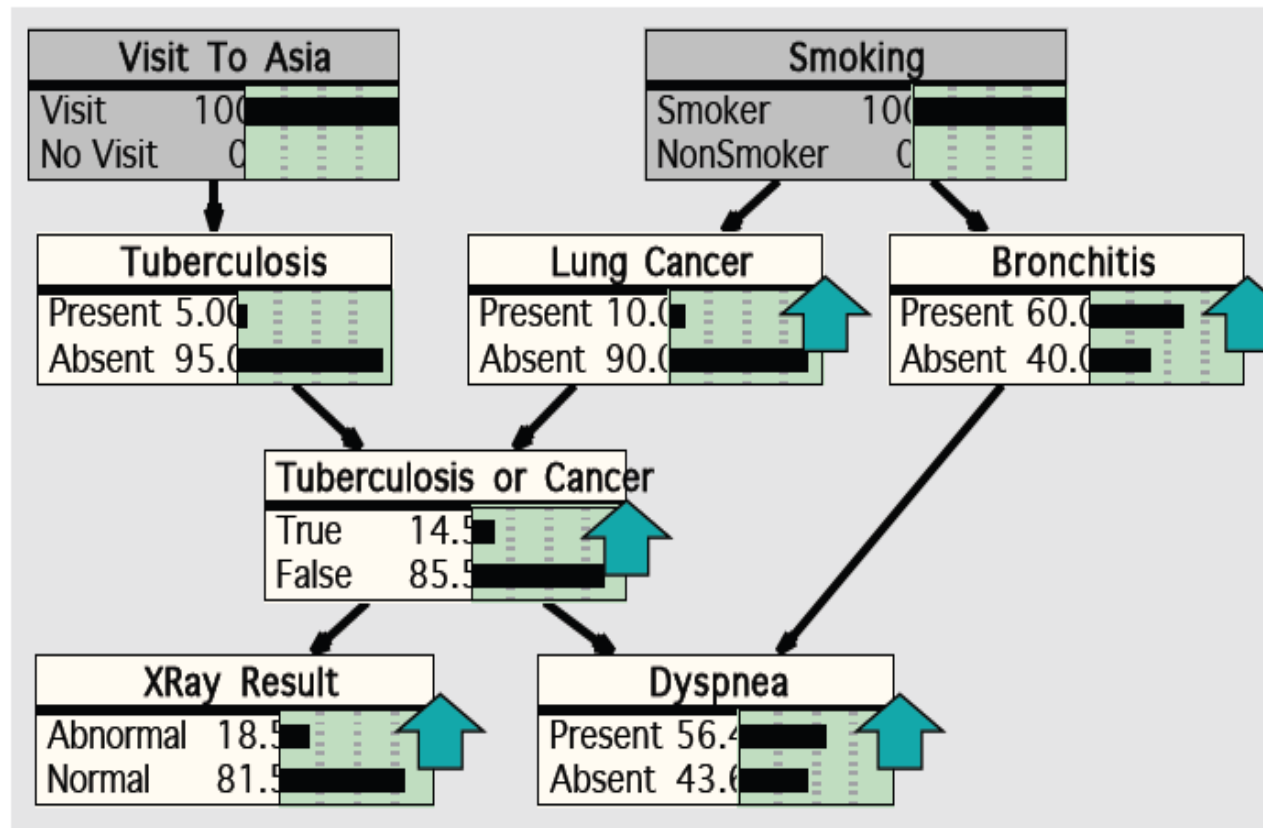 Visit To Asia
Visit 100
No Visit 0
Smoking
Smoker 100
NonSmoker 0
Tuberculosis
Present 5.00
Absent 95.0
Lung Cancer
Present 10.0
Absent 90.0
Bronchitis
Present 60.0
Absent 40.0
Tuberculosis or Cancer
True 14.5
False 85.5
XRay Result
Abnormal 18.5
Normal 81.5
Dyspnea
Present 56.4
Absent 43.6